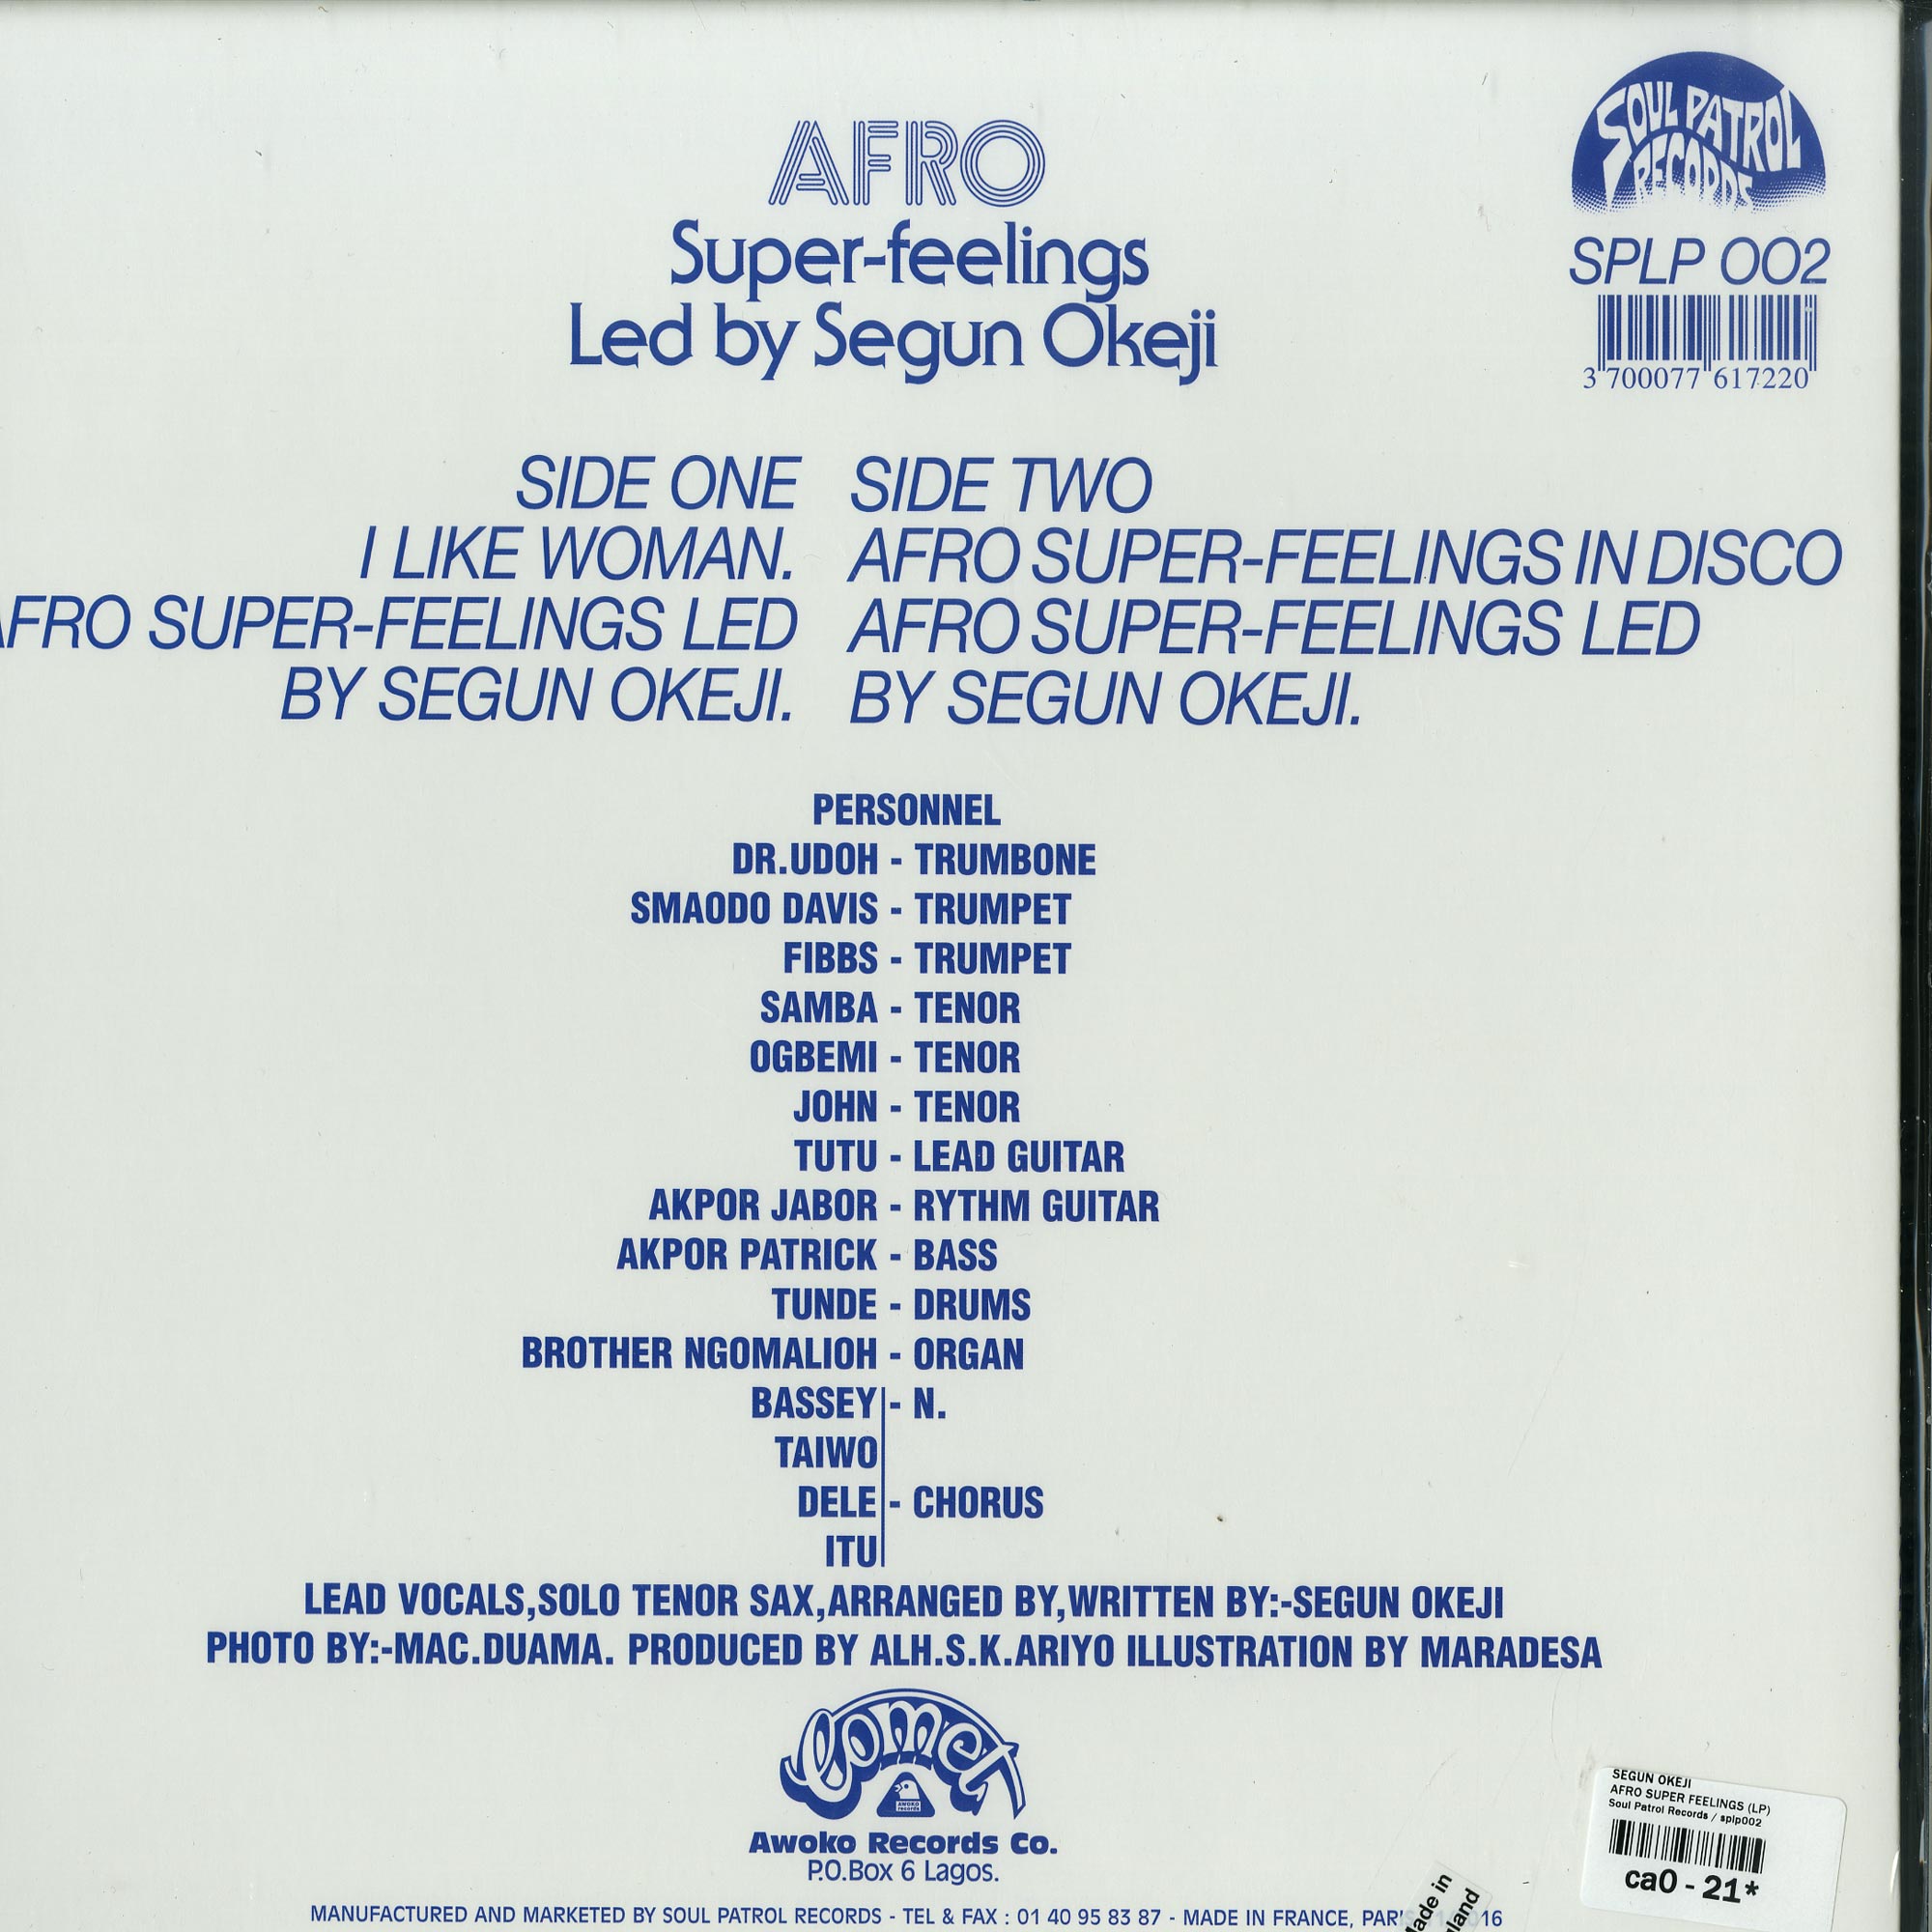 SOUL PATROL
RECORDS
SPLP 002
3 700077 617220
AFRO
Super-feelings
Led by Segun Okeji
SIDE ONE
I LIKE WOMAN.
AFRO SUPER-FEELINGS LED
BY SEGUN OKEJI.
SIDE TWO
AFRO SUPER-FEELINGS IN DISCO
AFRO SUPER-FEELINGS LED
BY SEGUN OKEJI.
PERSONNEL
DR.UDOH - TRUMBONE
SMAODO DAVIS - TRUMPET
FIBBS - TRUMPET
SAMBA - TENOR
OGBEMI - TENOR
JOHN - TENOR
TUTU - LEAD GUITAR
AKPOR JABOR - RYTHM GUITAR
AKPOR PATRICK - BASS
TUNDE - DRUMS
BROTHER NGOMALIOH - ORGAN
BASSEY - N.
TAIWO
DELE - CHORUS
ITU
LEAD VOCALS,SOLO TENOR SAX,ARRANGED BY,WRITTEN BY:-SEGUN OKEJI
PHOTO BY:-MAC.DUAMA. PRODUCED BY ALH.S.K.ARIYO ILLUSTRATION BY MARADESA
Comet
AWOKO
records
Awoko Records Co.
P.O.Box 6 Lagos.
MANUFACTURED AND MARKETED BY SOUL PATROL RECORDS - TEL & FAX : 01 40 95 83 87 - MADE IN FRANCE,
Made in
SEGUN OKEJI
AFRO SUPER FEELINGS (LP)
Soul Patrol Records / splp002
ca0 - 21*